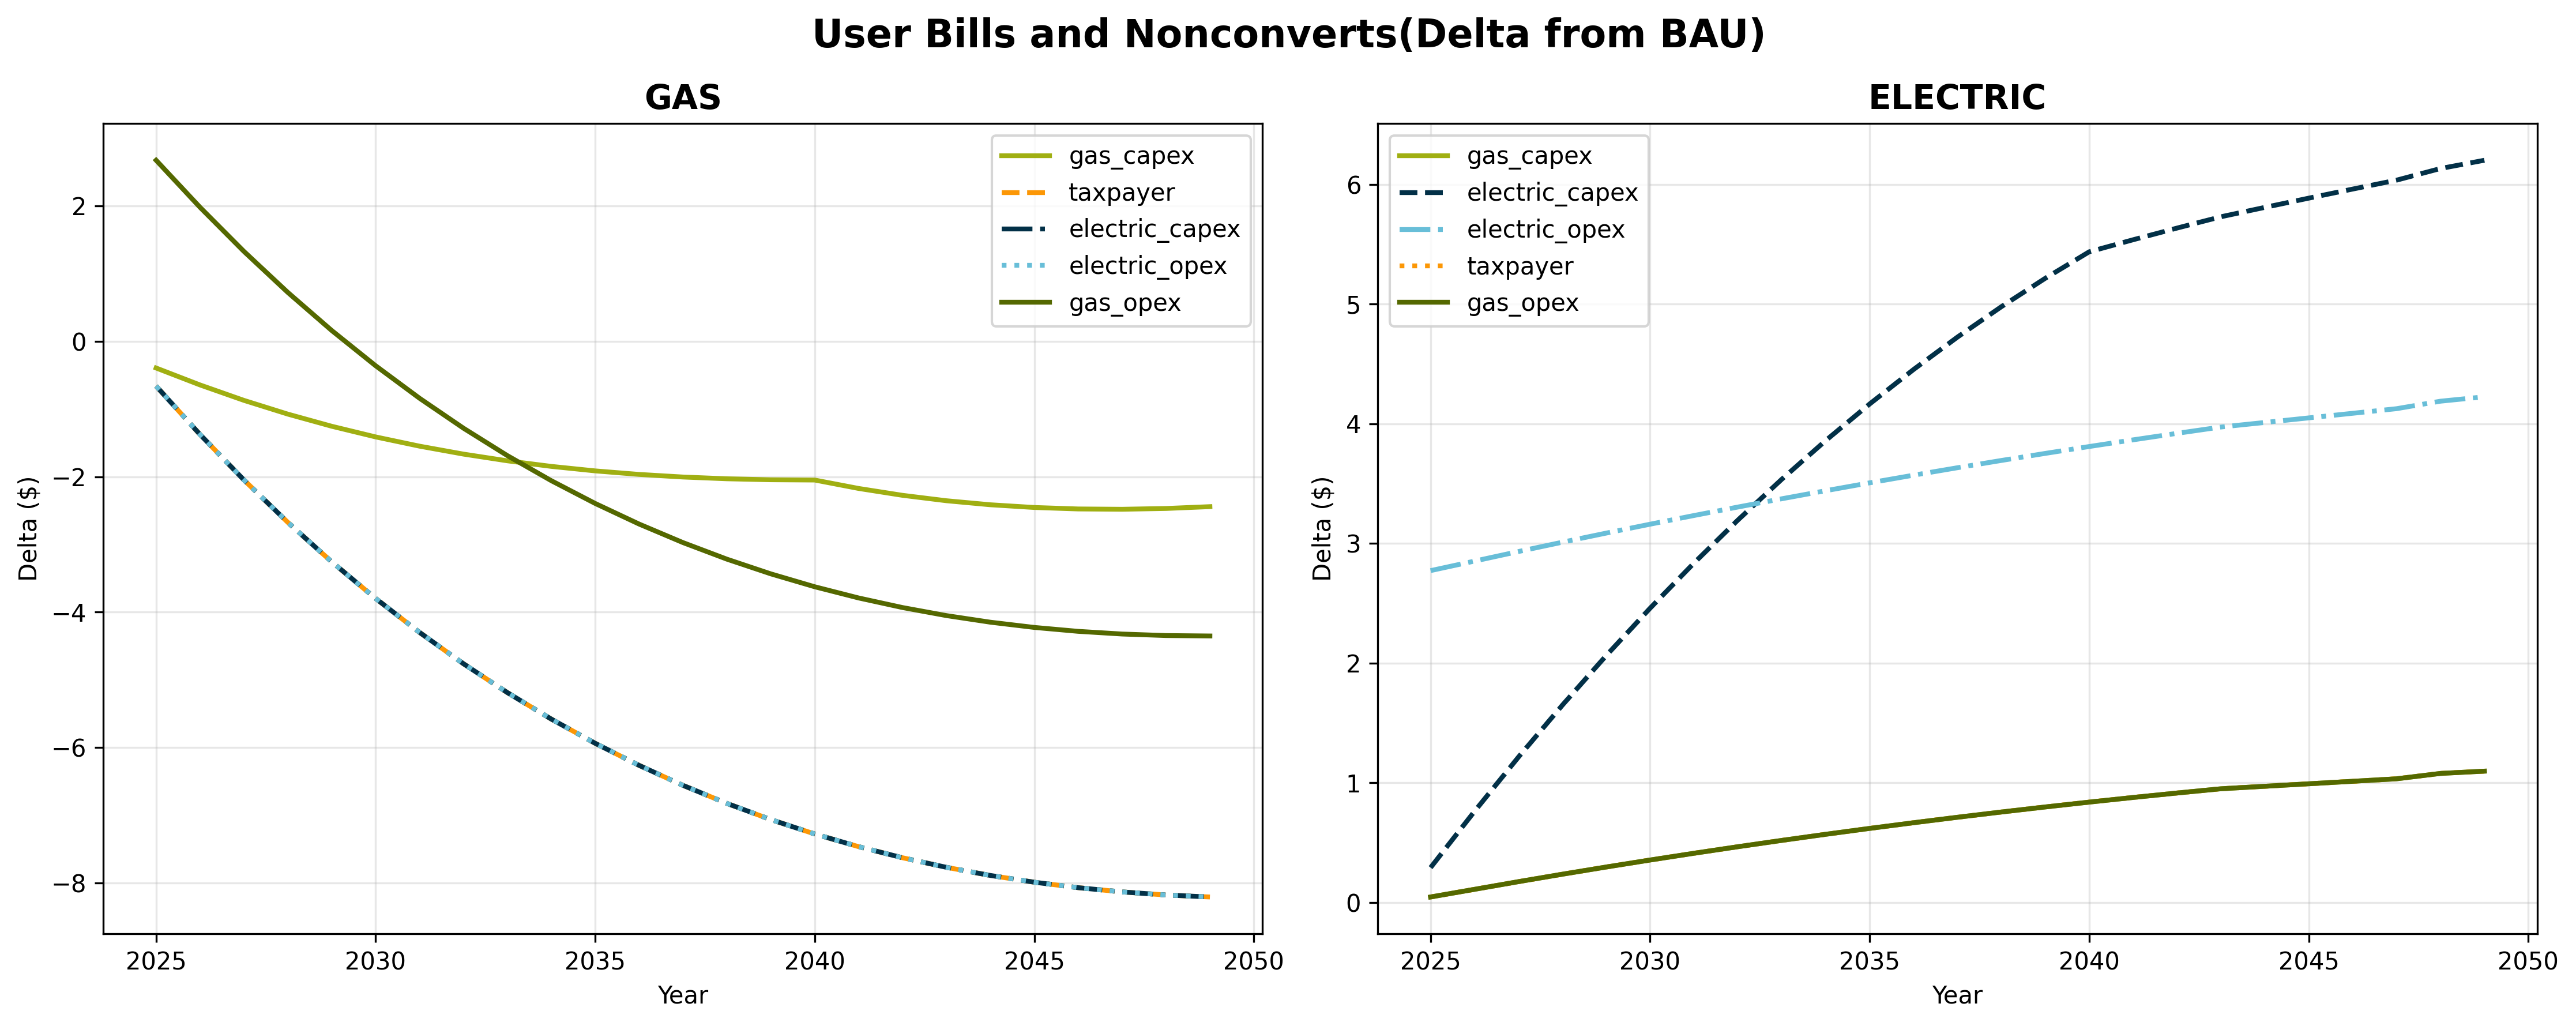 User Bills and Nonconverts(Delta from BAU)
GAS
gas_capex
taxpayer
electric_capex
electric_opex
gas_opex
2
0
−2
−4
−6
−8
Delta ($)
2025 2030 2035 2040 2045 2050
Year
ELECTRIC
gas_capex
electric_capex
electric_opex
taxpayer
gas_opex
6
5
4
3
2
1
0
Delta ($)
2025 2030 2035 2040 2045 2050
Year